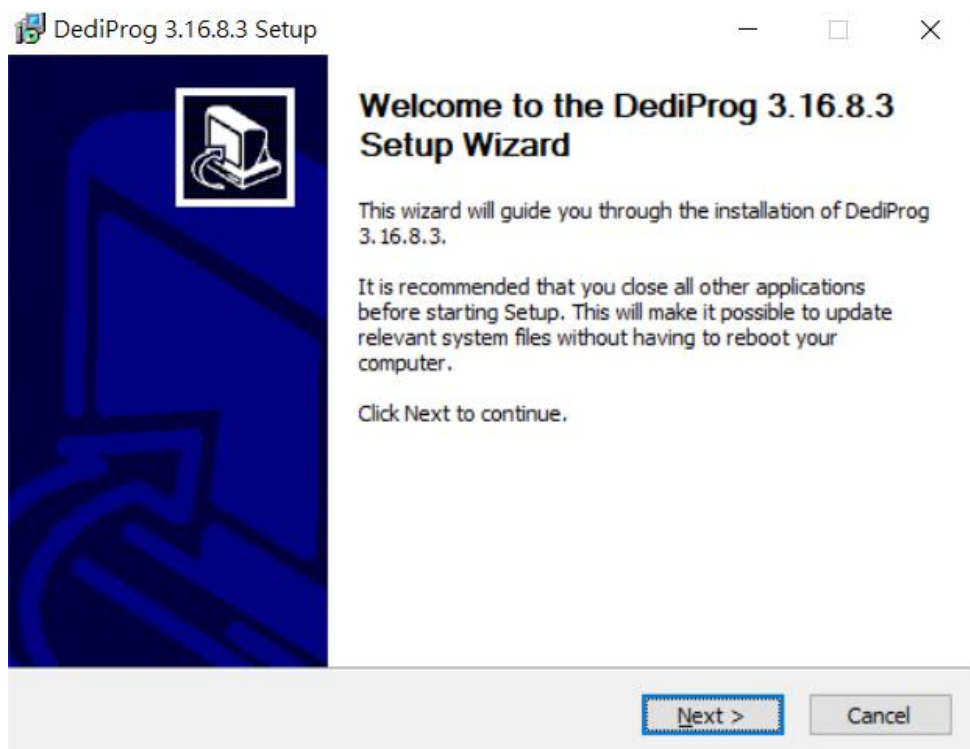 DediProg 3.16.8.3 Setup
Welcome to the DediProg 3.16.8.3
Setup Wizard
This wizard will guide you through the installation of DediProg
3.16.8.3.
It is recommended that you close all other applications
before starting Setup. This will make it possible to update
relevant system files without having to reboot your
computer.
Click Next to continue.
Next >
Cancel